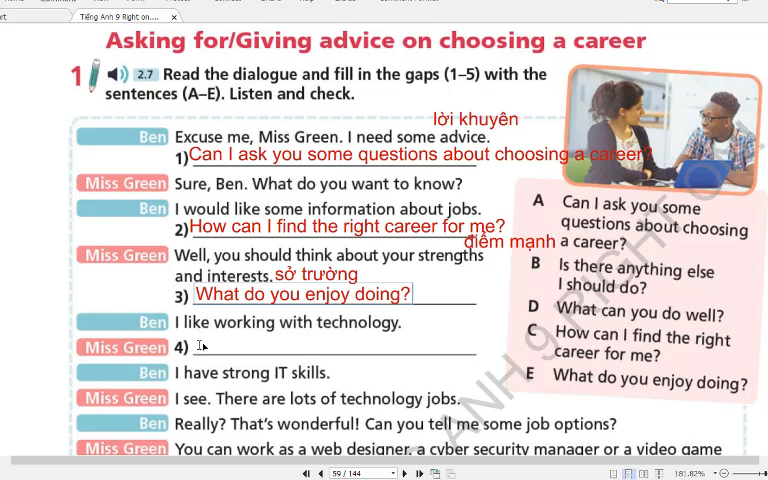 Tiếng Anh 9 Right on....
Asking for/Giving advice on choosing a career
1 2.7 Read the dialogue and fill in the gaps (1–5) with the
sentences (A–E). Listen and check.
lời khuyên
Ben Excuse me, Miss Green. I need some advice.
1) Can I ask you some questions about choosing a career?
Miss Green Sure, Ben. What do you want to know?
Ben I would like some information about jobs.
2) How can I find the right career for me?
điểm mạnh
Miss Green Well, you should think about your strengths
and interests. sở trường
3) What do you enjoy doing?
Ben I like working with technology.
Miss Green 4)
Ben I have strong IT skills.
Miss Green I see. There are lots of technology jobs.
Ben Really? That's wonderful! Can you tell me some job options?
Miss Green You can work as a web designer, a cyber security manager or a video game
A Can I ask you some
questions about choosing
a career?
B Is there anything else
I should do?
D What can you do well?
C How can I find the right
career for me?
E What do you enjoy doing?
ANH 9 RIGHT ON
59 / 144
181.82%